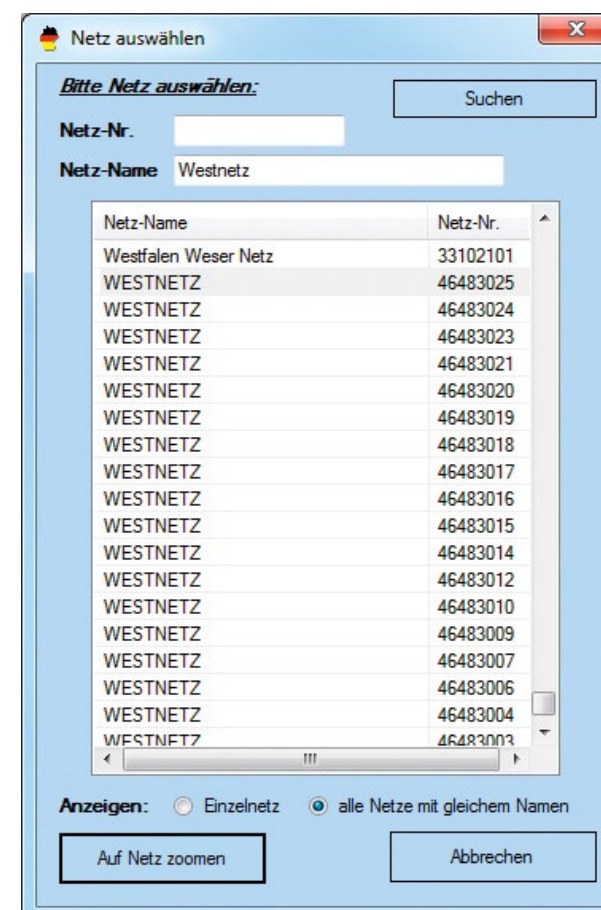 Netz auswählen
Bitte Netz auswählen:
Suchen
Netz-Nr.
Netz-Name Westnetz
Netz-Name Netz-Nr.
Westfalen Weser Netz 33102101
WESTNETZ 46483025
WESTNETZ 46483024
WESTNETZ 46483023
WESTNETZ 46483021
WESTNETZ 46483020
WESTNETZ 46483019
WESTNETZ 46483018
WESTNETZ 46483017
WESTNETZ 46483016
WESTNETZ 46483015
WESTNETZ 46483014
WESTNETZ 46483012
WESTNETZ 46483010
WESTNETZ 46483009
WESTNETZ 46483007
WESTNETZ 46483006
WESTNETZ 46483004
WESTNETZ 46483003
Anzeigen: Einzelnetz alle Netze mit gleichem Namen
Auf Netz zoomen Abbrechen